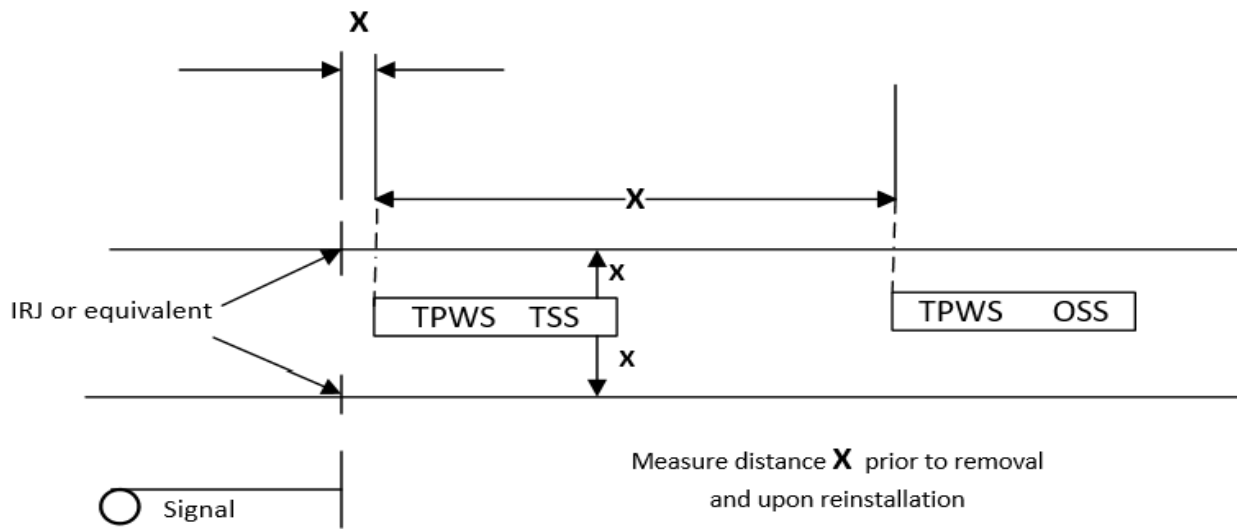 X
X
X
IRJ or equivalent
TPWS TSS
TPWS OSS
X
Measure distance X prior to removal
and upon reinstallation
Signal